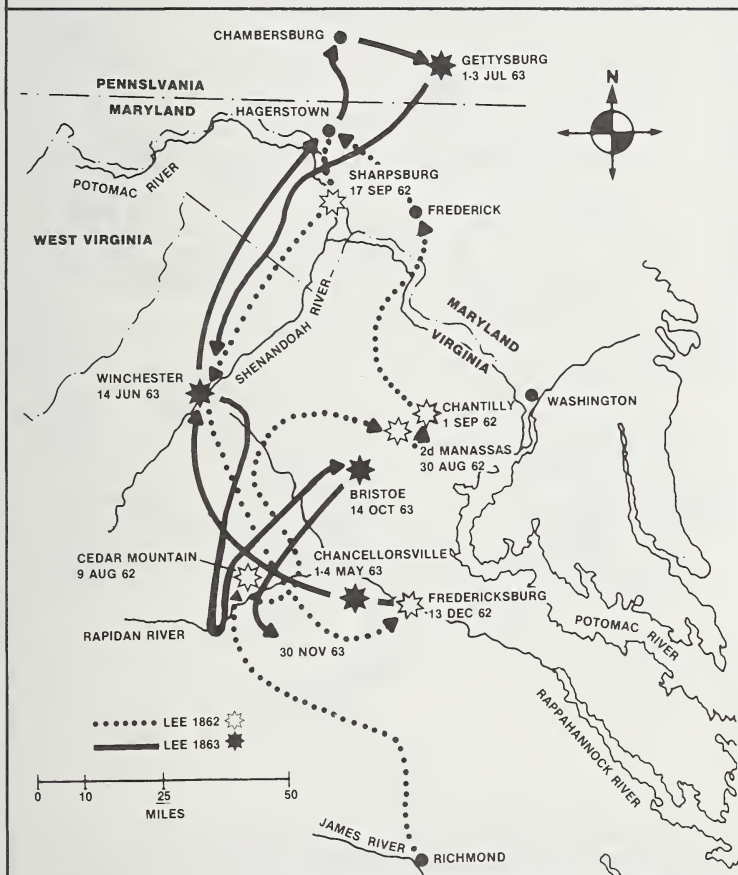 CHAMBERSBURG
GETTYSBURG
1-3 JUL 63
N
PENNSLVANIA
MARYLAND
HAGERSTOWN
POTOMAC RIVER
SHARPSBURG
17 SEP 62
FREDERICK
WEST VIRGINIA
MARYLAND
VIRGINIA
SHENANDOAH RIVER
WINCHESTER
14 JUN 63
CHANTILLY
1 SEP 62
WASHINGTON
2d MANASSAS
30 AUG 62
BRISTOE
14 OCT 63
CEDAR MOUNTAIN
9 AUG 62
CHANCELLORSVILLE
1-4 MAY 63
FREDERICKSBURG
13 DEC 62
RAPIDAN RIVER
30 NOV 63
POTOMAC RIVER
RAPPAHANNOCK RIVER
LEE 1862
LEE 1863
0 10 25 50
MILES
JAMES RIVER
RICHMOND